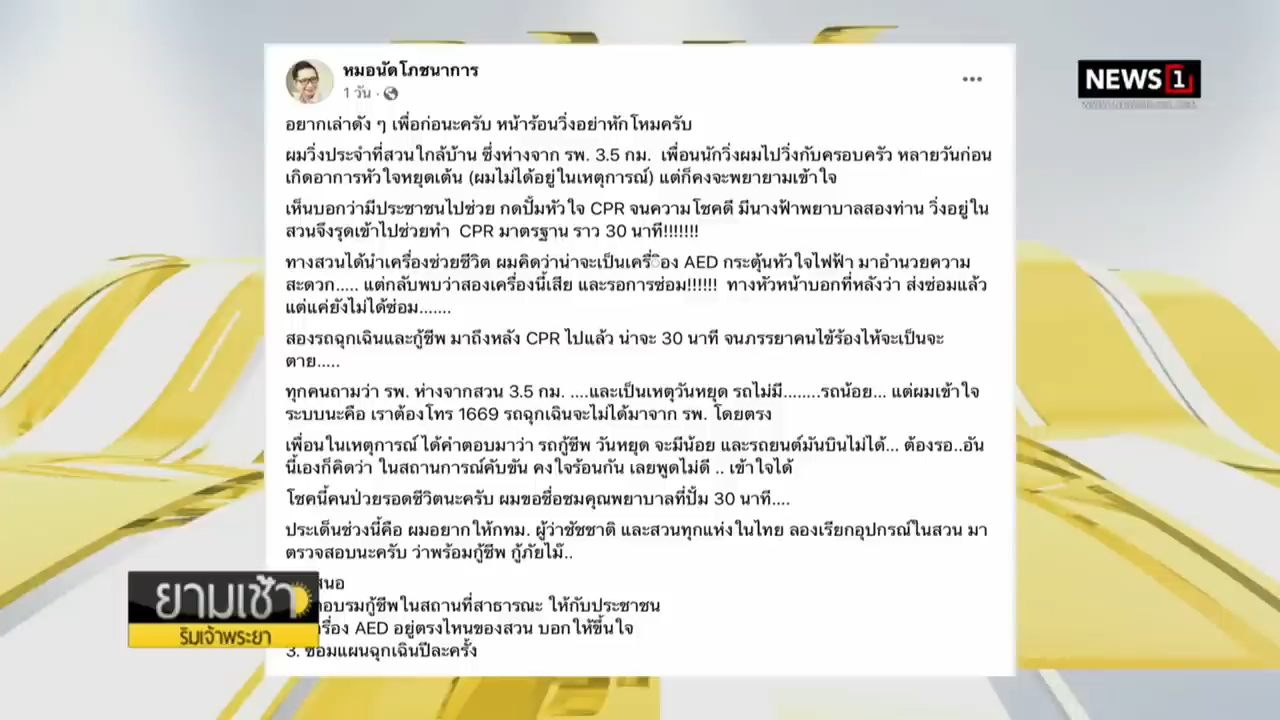 หมอนัดโภชนาการ
1 วัน ·
NEWS 1
อยากเล่าดัง ๆ เพื่อก่อนะครับ หน้าร้อนวิ่งอย่าหักโหมครับ
ผมวิ่งประจำที่สวนใกล้บ้าน ซึ่งห่างจาก รพ. 3.5 กม. เพื่อนนักวิ่งผมไปวิ่งกับครอบครัว หลายวันก่อน
เกิดอาการหัวใจหยุดเต้น (ผมไม่ได้อยู่ในเหตุการณ์) แต่ก็คงจะพยายามเข้าใจ
เห็นบอกว่ามีประชาชนไปช่วย กดปั้มหัวใจ CPR จนความโชคดี มีนางฟ้าพยาบาลสองท่าน วิ่งอยู่ใน
สวนจึงรุดเข้าไปช่วยทำ CPR มาตรฐาน ราว 30 นาที!!!!!!!
ทางสวนได้นำเครื่องช่วยชีวิต ผมคิดว่าน่าจะเป็นเครื่ิอง AED กระตุ้นหัวใจไฟฟ้า มาอำนวยความ
สะดวก..... แต่กลับพบว่าสองเครื่องนี้เสีย และรอการซ่อม!!!!!! ทางหัวหน้าบอกทีหลังว่า ส่งซ่อมแล้ว
แต่แค่ยังไม่ได้ซ่อม.......
สองรถฉุกเฉินและกู้ชีพ มาถึงหลัง CPR ไปแล้ว น่าจะ 30 นาที จนภรรยาคนไข้ร้องไห้จะเป็นจะ
ตาย.....
ทุกคนถามว่า รพ. ห่างจากสวน 3.5 กม. ....และเป็นเหตุวันหยุด รถไม่มี........รถน้อย... แต่ผมเข้าใจ
ระบบนะคือ เราต้องโทร 1669 รถฉุกเฉินจะไม่ได้มาจาก รพ. โดยตรง
เพื่อนในเหตุการณ์ ได้คำตอบมาว่า รถกู้ชีพ วันหยุด จะมีน้อย และรถยนต์มันบินไม่ได้... ต้องรอ..อัน
นี้เองก็คิดว่า ในสถานการณ์คับขัน คงใจร้อนกัน เลยพูดไม่ดี .. เข้าใจได้
โชคนี้คนป่วยรอดชีวิตนะครับ ผมขอชื่อชมคุณพยาบาลที่ปั้ม 30 นาที....
ประเด็นช่วงนี้คือ ผมอยากให้กทม. ผู้ว่าชัชชาติ และสวนทุกแห่งในไทย ลองเรียกอุปกรณ์ในสวน มา
ตรวจสอบนะครับ ว่าพร้อมกู้ชีพ กู้ภัยไม๊..
สนอ
อบรมกู้ชีพในสถานที่สาธารณะ ให้กับประชาชน
รื่อง AED อยู่ตรงไหนของสวน บอกให้ขึ้นใจ
3. ซ้อมแผนฉุกเฉินปีละครั้ง
ยามเช้า
ริมเจ้าพระยา